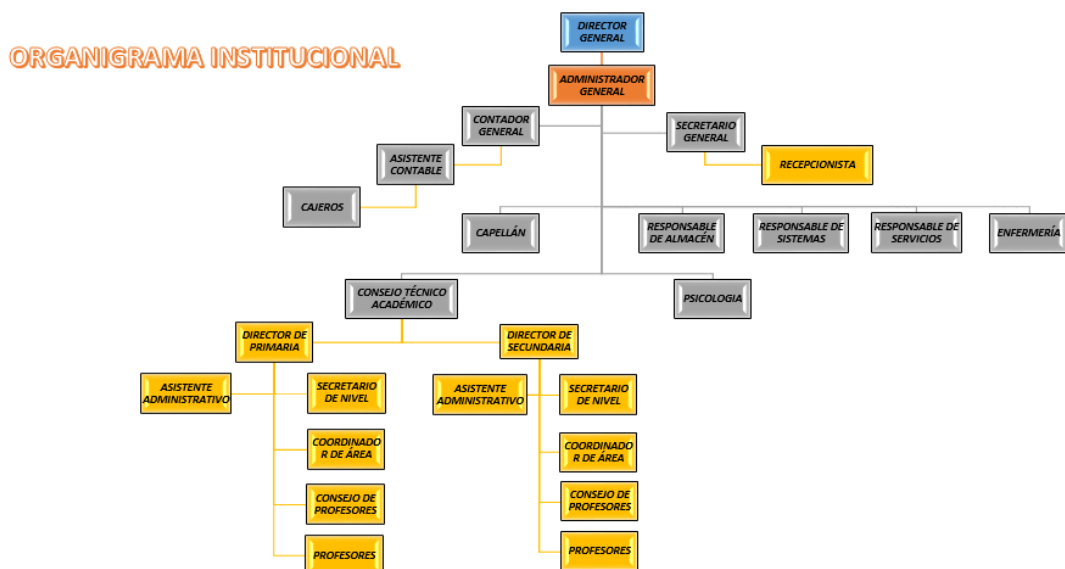 DIRECTOR
GENERAL
ORGANIGRAMA INSTITUCIONAL
ADMINISTRADOR
GENERAL
CONTADOR
GENERAL
SECRETARIO
GENERAL
ASISTENTE
CONTABLE
RECEPCIONISTA
CAJEROS
CAPELLÁN
RESPONSABLE
DE ALMACÉN
RESPONSABLE DE
SISTEMAS
RESPONSABLE DE
SERVICIOS
ENFERMERÍA
CONSEJO TÉCNICO
ACADÉMICO
PSICOLOGIA
DIRECTOR DE
PRIMARIA
DIRECTOR DE
SECUNDARIA
ASISTENTE
ADMINISTRATIVO
SECRETARIO
DE NIVEL
ASISTENTE
ADMINISTRATIVO
SECRETARIO
DE NIVEL
COORDINADO
R DE ÁREA
COORDINADO
R DE ÁREA
CONSEJO DE
PROFESORES
CONSEJO DE
PROFESORES
PROFESORES
PROFESORES